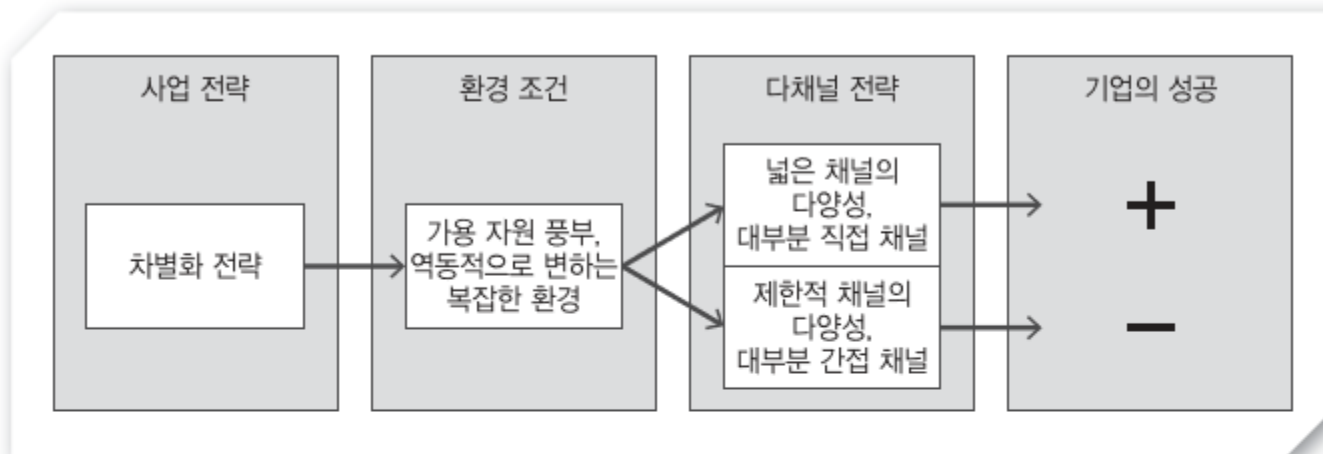 사업 전략
차별화 전략
환경 조건
가용 자원 풍부,
역동적으로 변하는
복잡한 환경
다채널 전략
넓은 채널의
다양성,
대부분 직접 채널
제한적 채널의
다양성,
대부분 간접 채널
기업의 성공
+
−